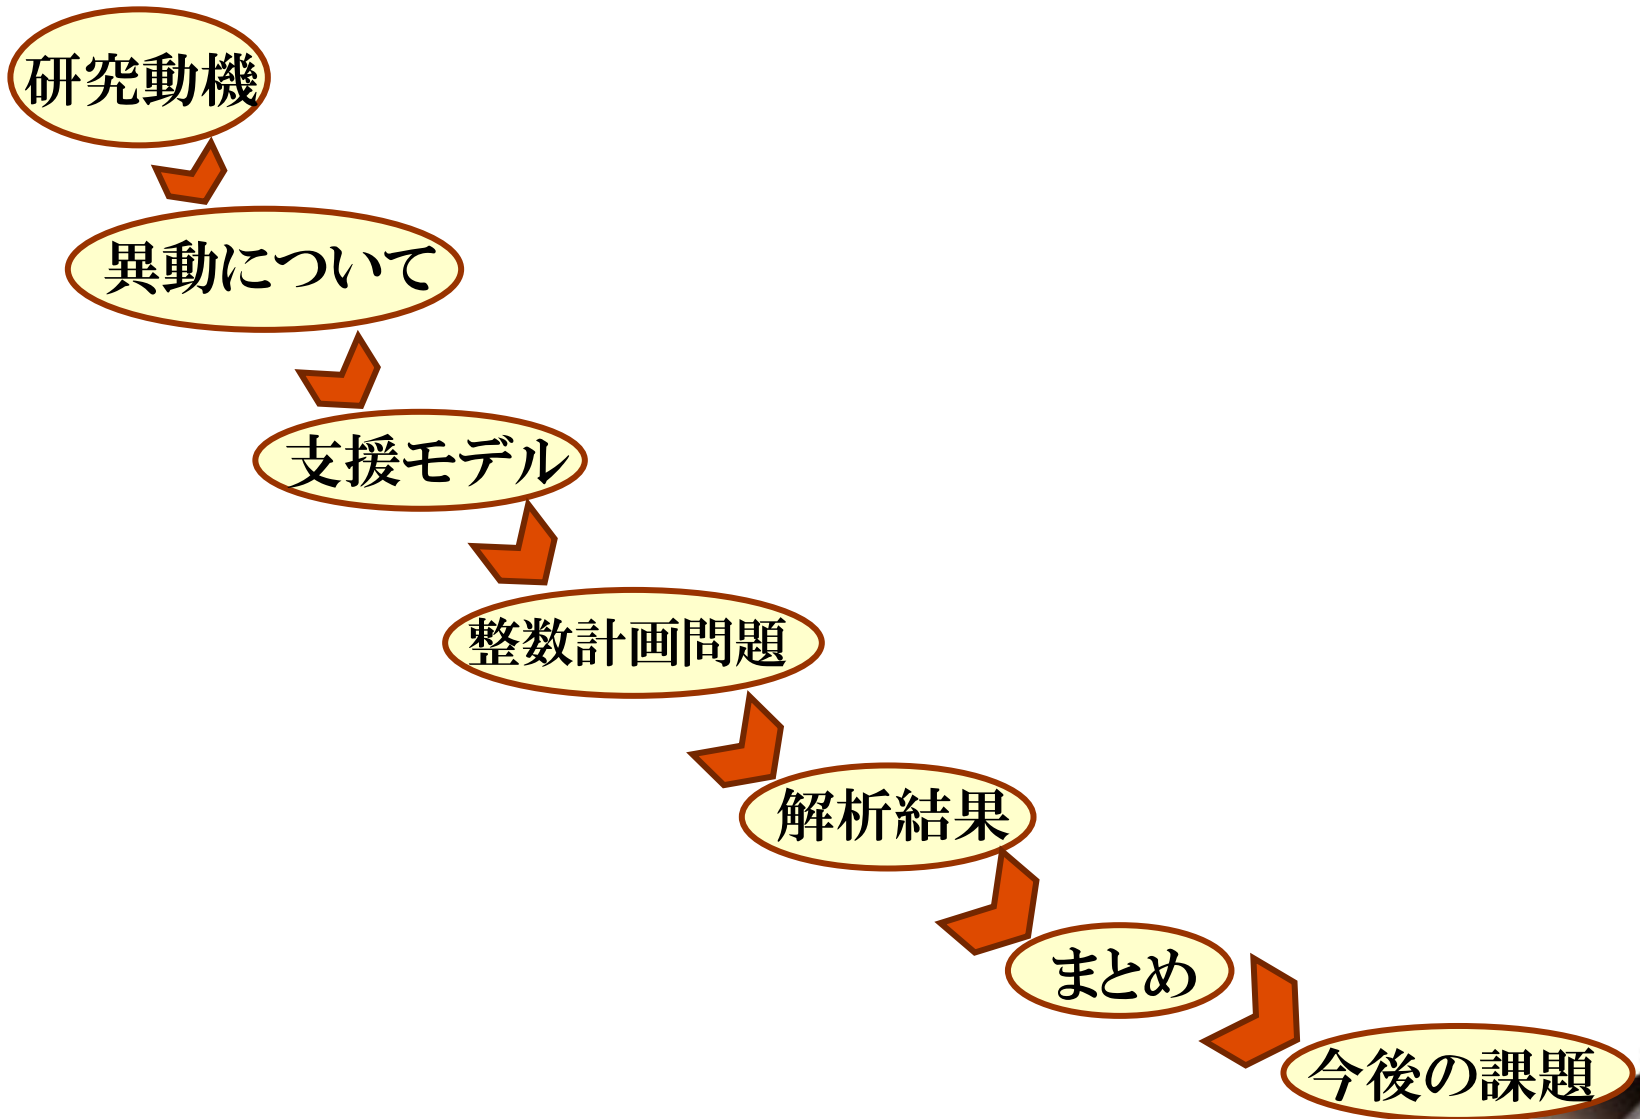 研究動機
異動について
支援モデル
整数計画問題
解析結果
まとめ
今後の課題